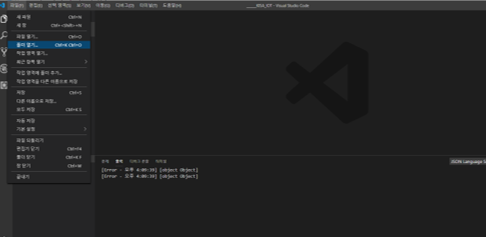 파일(F) 편집(E) 선택 영역(S) 보기(V) 이동(G) 디버그(D) 터미널(T) 도움말(H)
Visual Studio Code
새 파일 Ctrl+N
새 창 Ctrl+Shift+N
파일 열기... Ctrl+O
폴더 열기... Ctrl+K Ctrl+O
작업 영역 열기...
최근 항목 열기
작업 영역에 폴더 추가...
작업 영역을 다른 이름으로 저장
저장 Ctrl+S
다른 이름으로 저장...
모두 저장 Ctrl+K S
자동 저장
기본 설정
파일 되돌리기
편집기 닫기 Ctrl+F4
폴더 닫기 Ctrl+K F
창 닫기 Ctrl+W
끝내기
문제 출력 디버그 콘솔 터미널
JSON Language S
[Error - 오후 4:09:39] [object Object]
[Error - 오후 4:09:39] [object Object]